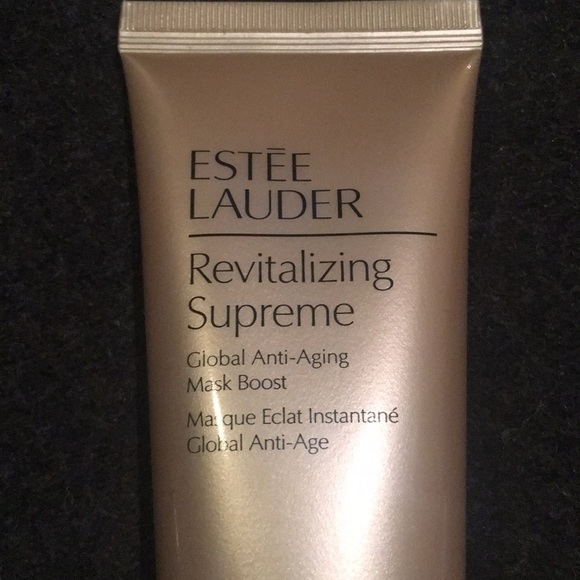 ESTĒE
LAUDER
Revitalizing
Supreme
Global Anti-Aging
Mask Boost
Masque Eclat Instantané
Global Anti-Age